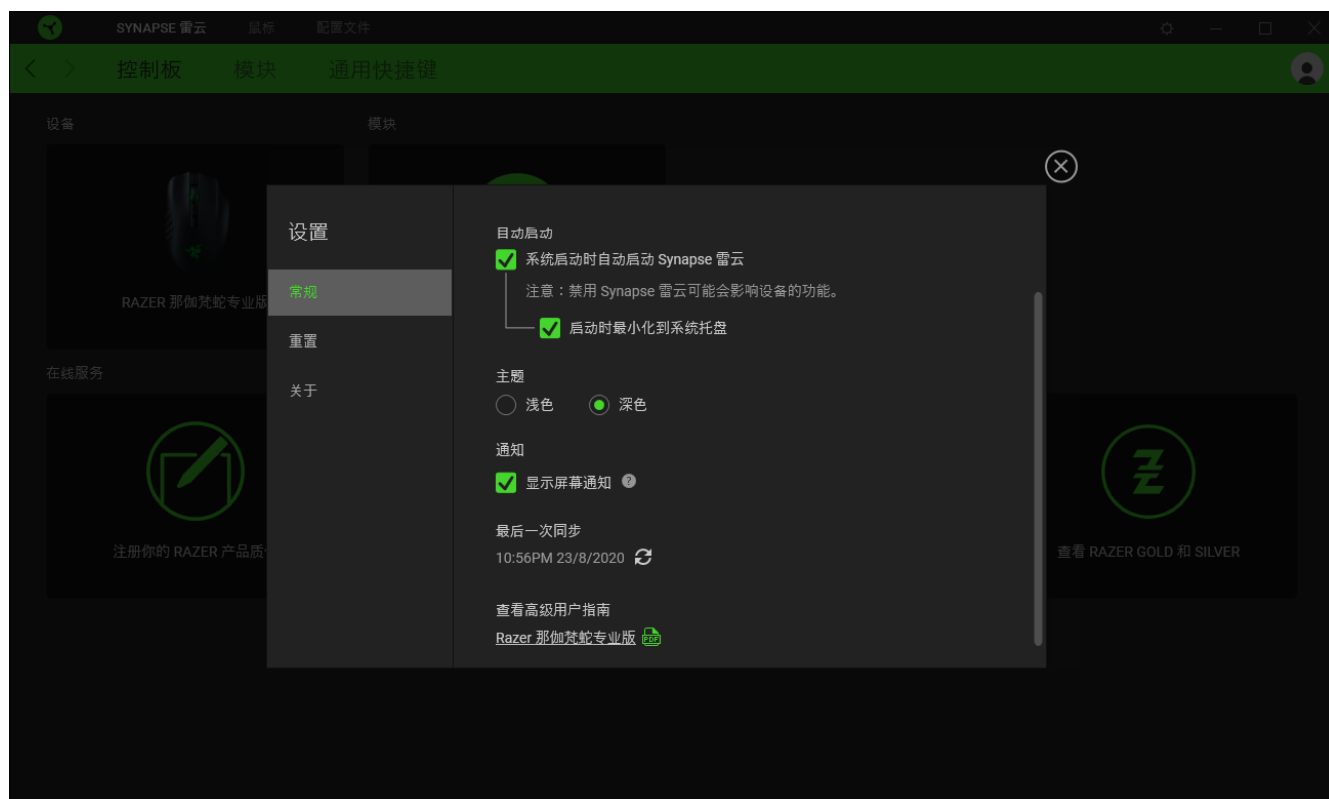 SYNAPSE 雷云 鼠标 配置文件
控制板 模块 通用快捷键
设备 模块
RAZER 那伽梵蛇专业版
在线服务
注册你的 RAZER 产品质
查看 RAZER GOLD 和 SILVER
设置
常规
重置
关于
自动启动
系统启动时自动启动 Synapse 雷云
注意：禁用 Synapse 雷云可能会影响设备的功能。
启动时最小化到系统托盘
主题
浅色 深色
通知
显示屏幕通知
最后一次同步
10:56PM 23/8/2020
查看高级用户指南
Razer 那伽梵蛇专业版 PDF